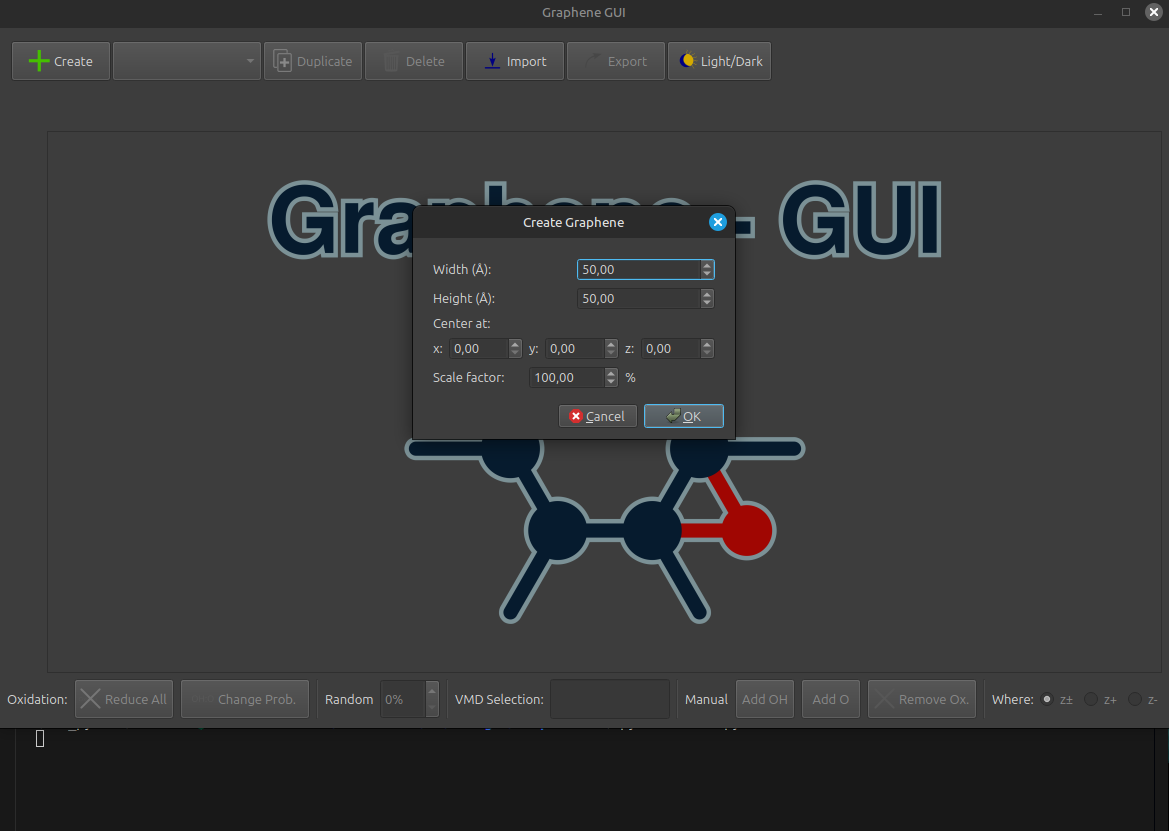 Graphene GUI
Create
Duplicate
Delete
Import
Export
Light/Dark
- GUI
Create Graphene
Width (Å): 50,00
Height (Å): 50,00
Center at:
x: 0,00 y: 0,00 z: 0,00
Scale factor: 100,00 %
Cancel
OK
Oxidation: Reduce All Change Prob. Random 0% VMD Selection: Manual Add OH Add O Remove Ox. Where: z± z+ z-